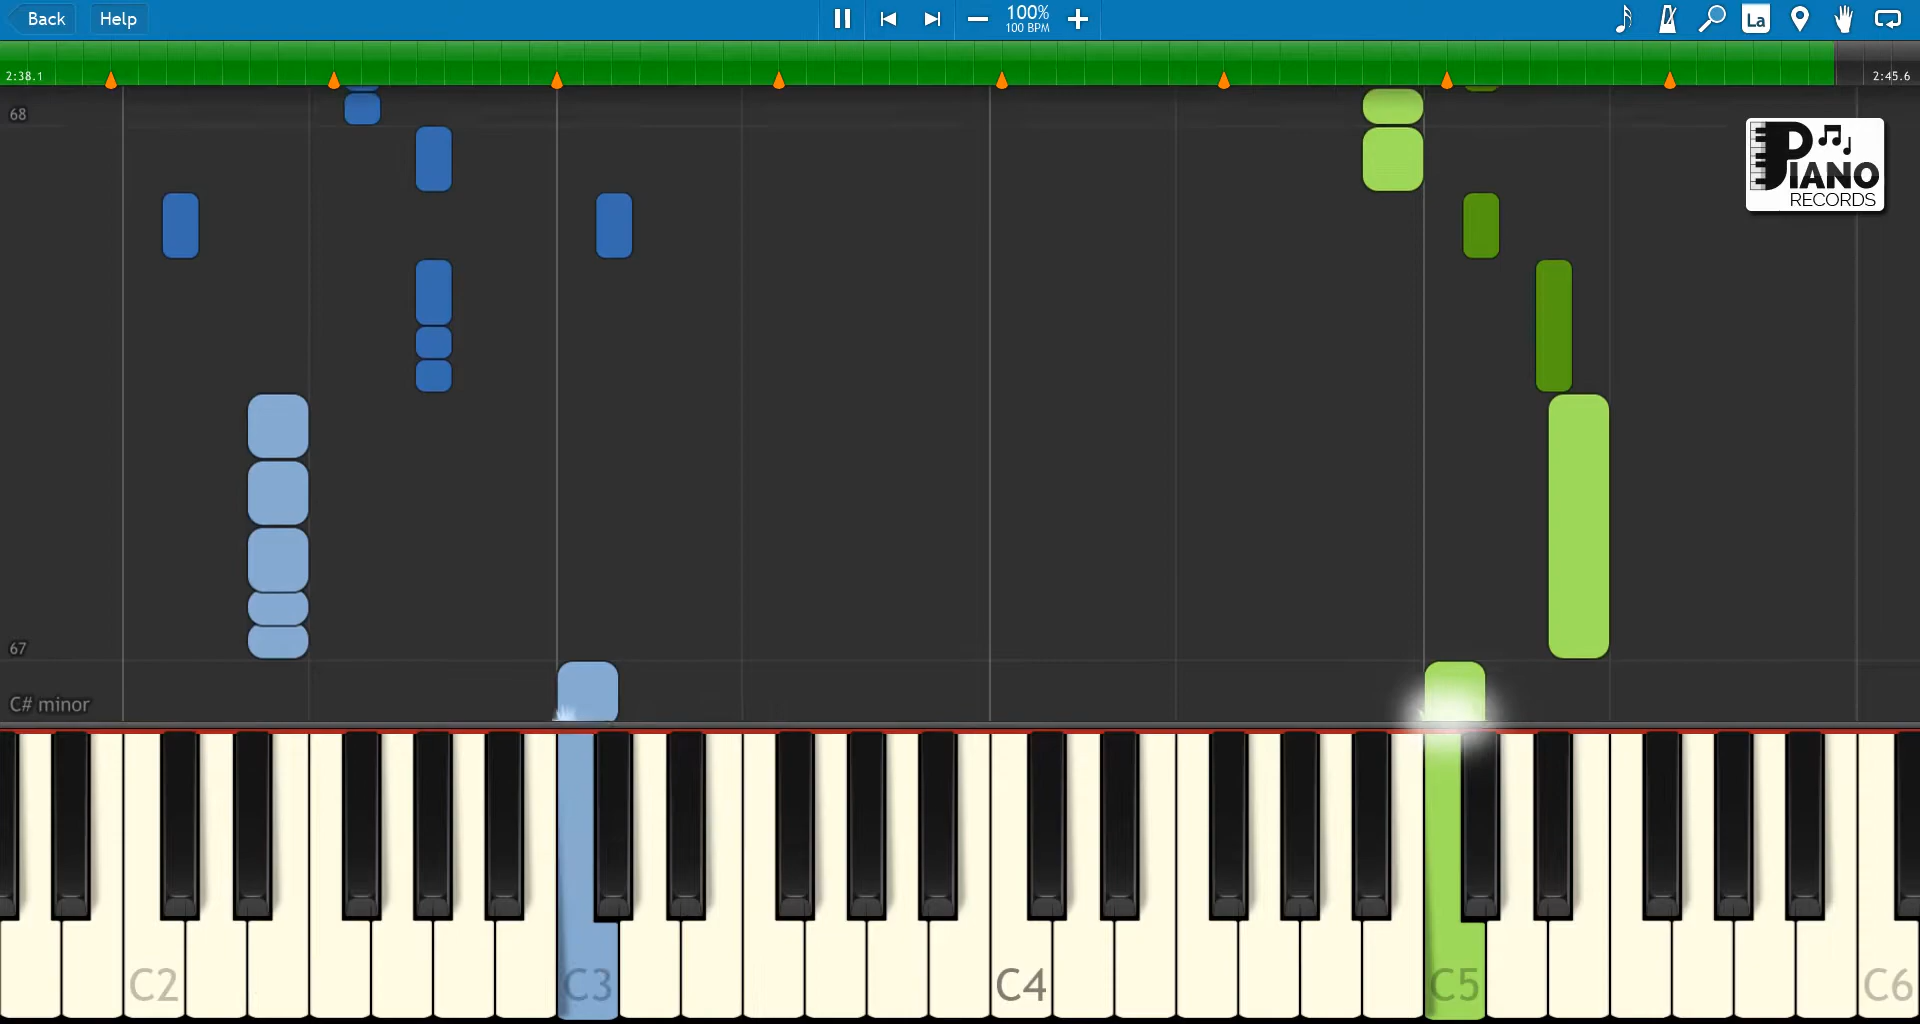 Back
Help
100%
100 BPM
La
2:38.1
2:45.6
68
PIANO
RECORDS
67
C# minor
C2
C3
C4
C5
C6